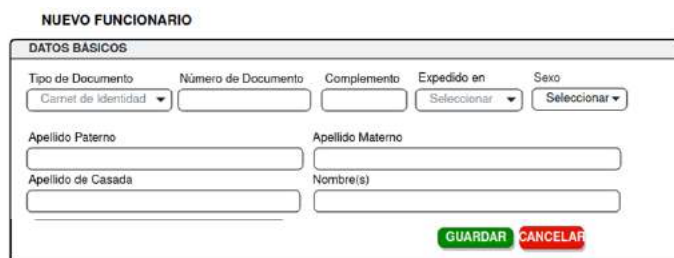 NUEVO FUNCIONARIO
DATOS BÁSICOS
Tipo de Documento Número de Documento Complemento Expedido en Sexo
Carnet de Identidad Seleccionar Seleccionar
Apellido Paterno Apellido Materno
Apellido de Casada Nombre(s)
GUARDAR CANCELAR